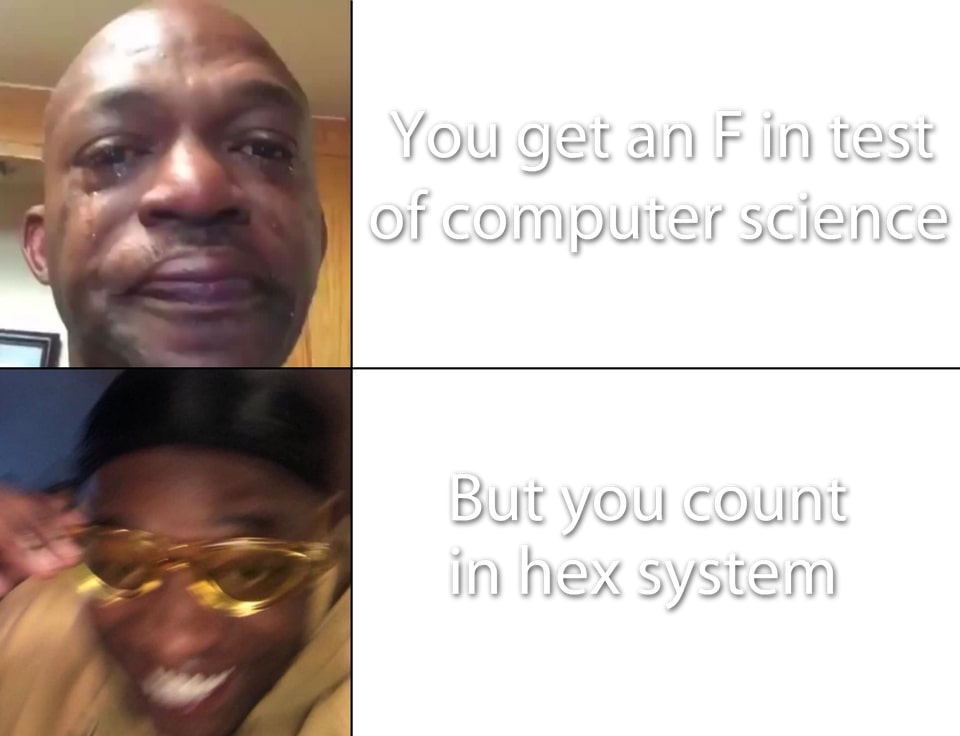 You get an F in test
of computer science
But you count
in hex system